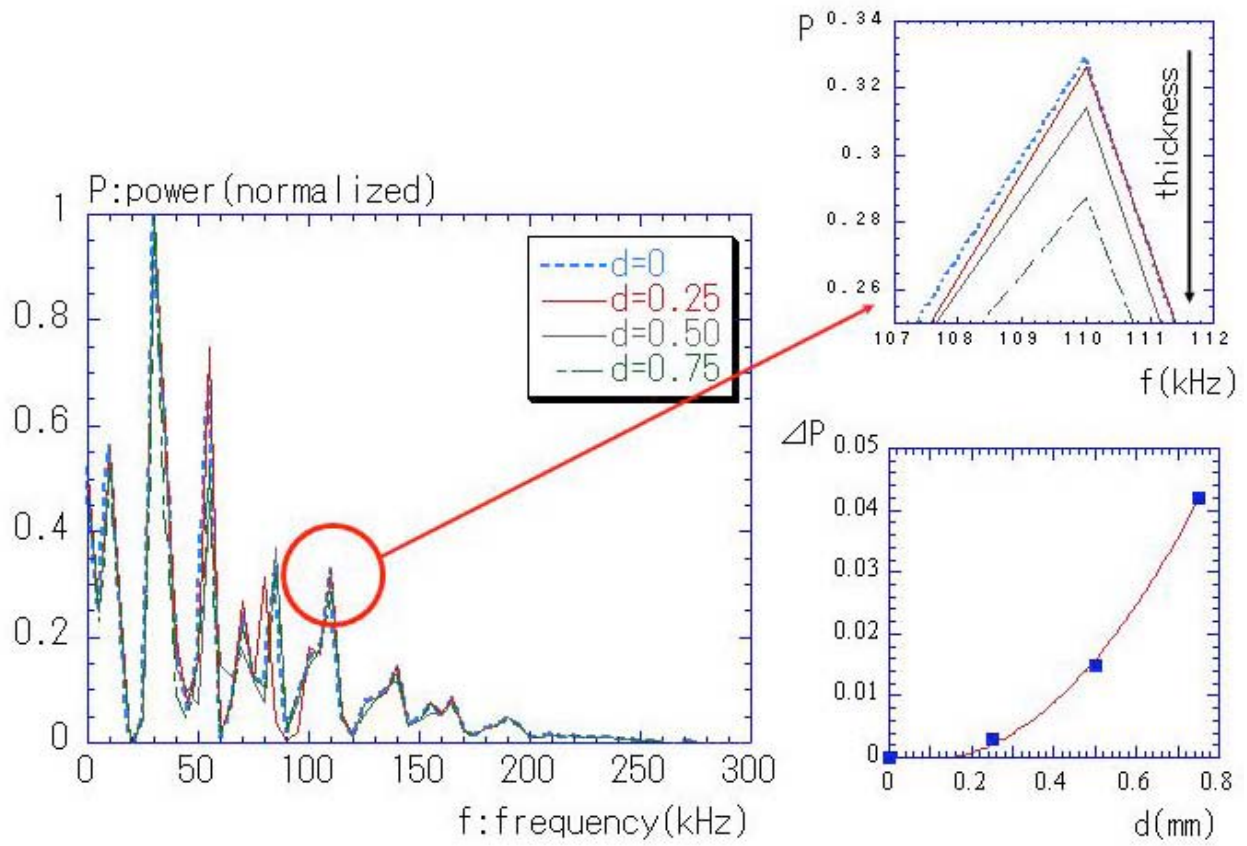 P:power(normalized)
1
0.8
0.6
0.4
0.2
0
0 50 100 150 200 250 300
f:frequency(kHz)
d=0
d=0.25
d=0.50
d=0.75
P
0.34
0.32
0.3
0.28
0.26
107 108 109 110 111 112
f(kHz)
thickness
⊿P
0.05
0.04
0.03
0.02
0.01
0
0 0.2 0.4 0.6 0.8
d(mm)